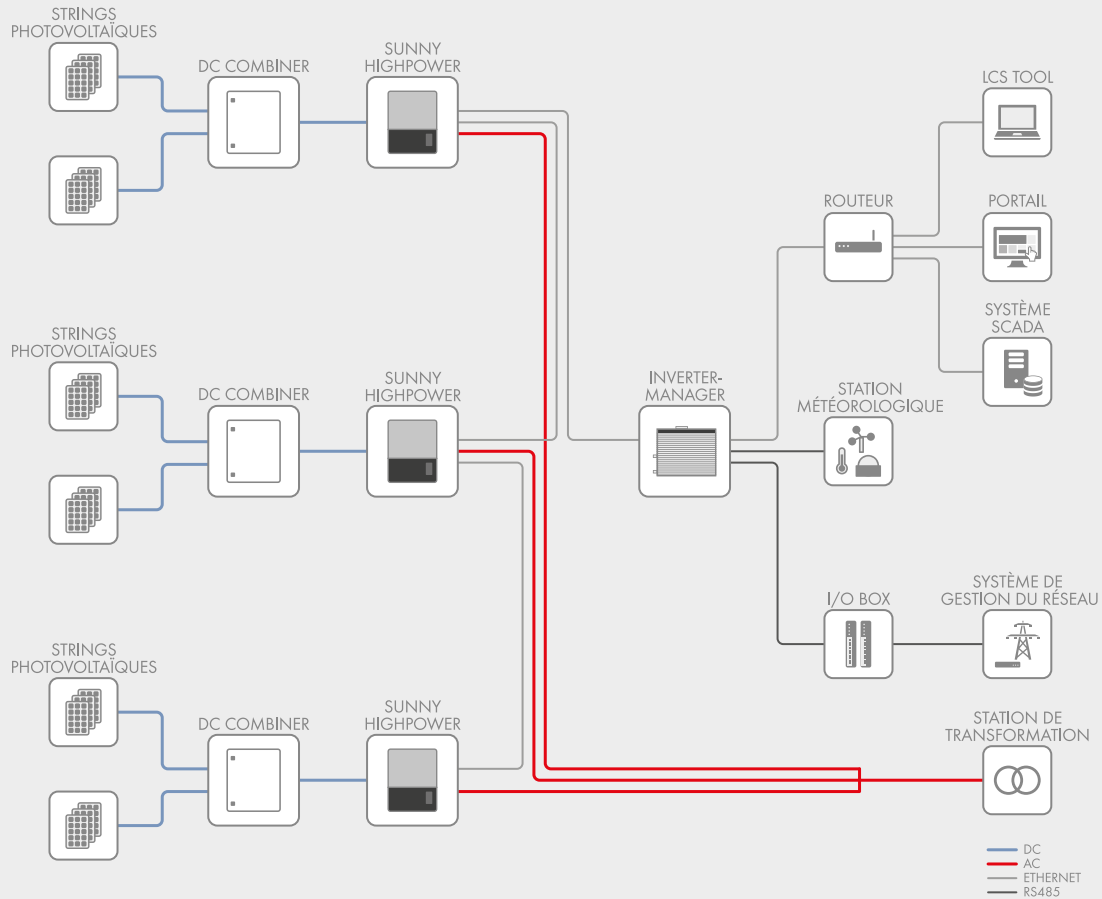 STRINGS
PHOTOVOLTAÏQUES
DC COMBINER
SUNNY
HIGHPOWER
LCS TOOL
ROUTEUR
PORTAIL
SYSTÈME
SCADA
STRINGS
PHOTOVOLTAÏQUES
DC COMBINER
SUNNY
HIGHPOWER
INVERTER-
MANAGER
STATION
MÉTÉOROLOGIQUE
I/O BOX
SYSTÈME DE
GESTION DU RÉSEAU
STRINGS
PHOTOVOLTAÏQUES
DC COMBINER
SUNNY
HIGHPOWER
STATION DE
TRANSFORMATION
DC
AC
ETHERNET
RS485